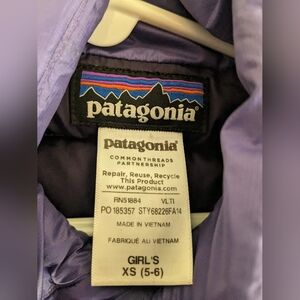 patagonia®
patagonia®
COMMON THREADS
PARTNERSHIP
Repair, Reuse, Recycle
This Product
www.patagonia.com
RN51884 VLTI
PO 185357 STY68226FA14
MADE IN VIETNAM
FABRIQUÉ AU VIETNAM
GIRL'S
XS (5-6)